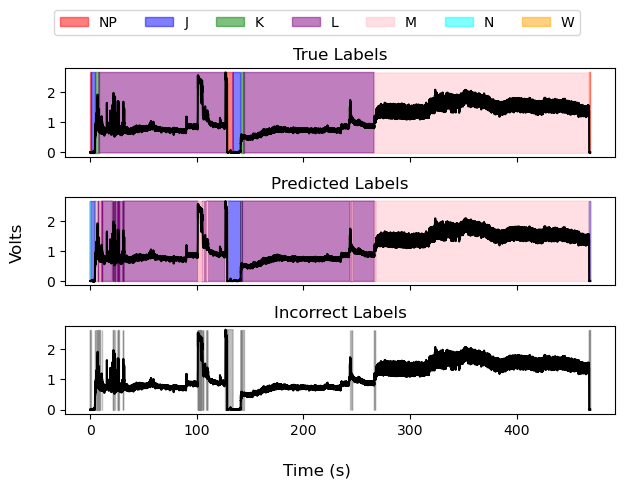 NP J K L M N W
True Labels
2
1
0
Predicted Labels
2
1
0
Volts
Incorrect Labels
2
1
0
0 100 200 300 400
Time (s)